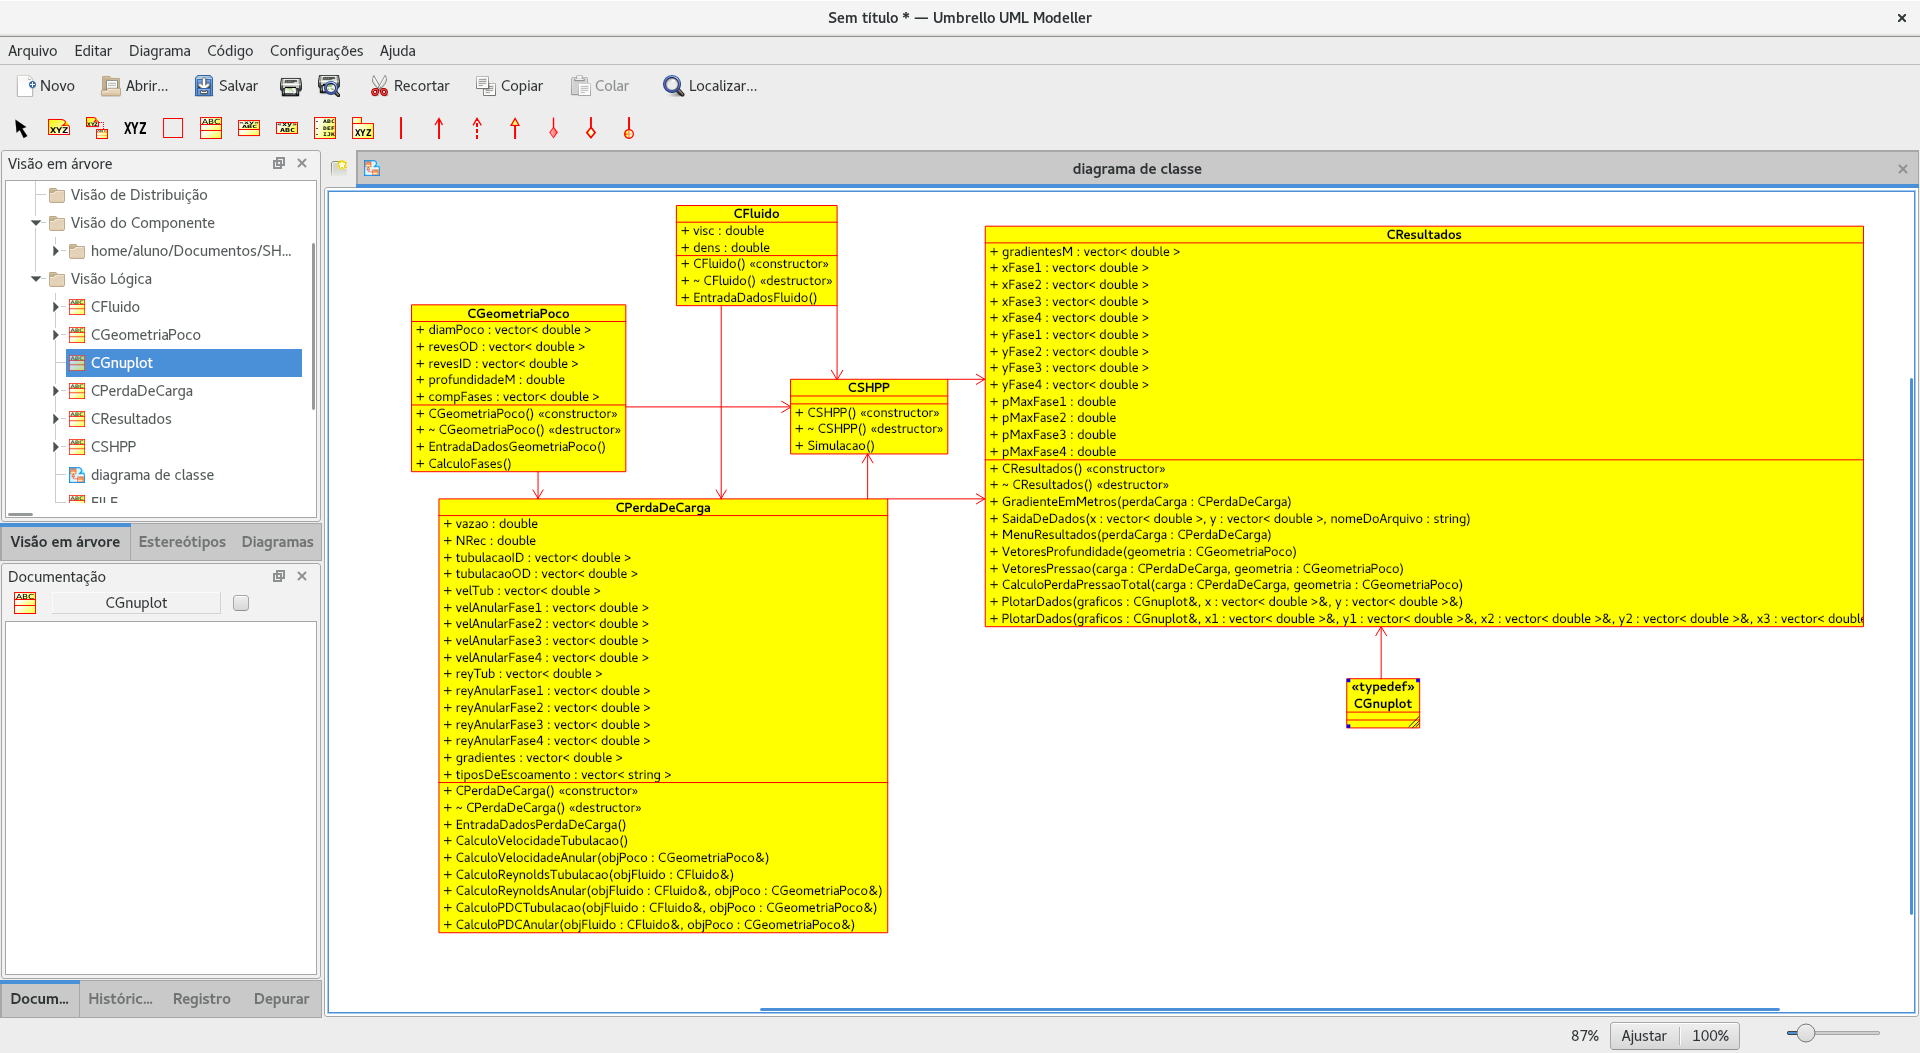 Sem título * — Umbrello UML Modeller
Arquivo Editar Diagrama Código Configurações Ajuda
Novo Abrir... Salvar Recortar Copiar Colar Localizar...
XYZ
Visão em árvore
Visão de Distribuição
Visão do Componente
home/aluno/Documentos/SH...
Visão Lógica
CFluido
CGeometriaPoco
CGnuplot
CPerdaDeCarga
CResultados
CSHPP
diagrama de classe
FILE
Visão em árvore Estereótipos Diagramas
Documentação
CGnuplot
Docum... Históric... Registro Depurar
diagrama de classe
CFluido
+ visc : double
+ dens : double
+ CFluido() «constructor»
+ ~ CFluido() «destructor»
+ EntradaDadosFluido()
CGeometriaPoco
+ diamPoco : vector< double >
+ revesOD : vector< double >
+ revesID : vector< double >
+ profundidadeM : double
+ compFases : vector< double >
+ CGeometriaPoco() «constructor»
+ ~ CGeometriaPoco() «destructor»
+ EntradaDadosGeometriaPoco()
+ CalculoFases()
CSHPP
+ CSHPP() «constructor»
+ ~ CSHPP() «destructor»
+ Simulacao()
CResultados
+ gradientesM : vector< double >
+ xFase1 : vector< double >
+ xFase2 : vector< double >
+ xFase3 : vector< double >
+ xFase4 : vector< double >
+ yFase1 : vector< double >
+ yFase2 : vector< double >
+ yFase3 : vector< double >
+ yFase4 : vector< double >
+ pMaxFase1 : double
+ pMaxFase2 : double
+ pMaxFase3 : double
+ pMaxFase4 : double
+ CResultados() «constructor»
+ ~ CResultados() «destructor»
+ GradienteEmMetros(perdaCarga : CPerdaDeCarga)
+ SaidaDeDados(x : vector< double >, y : vector< double >, nomeDoArquivo : string)
+ MenuResultados(perdaCarga : CPerdaDeCarga)
+ VetoresProfundidade(geometria : CGeometriaPoco)
+ VetoresPressao(carga : CPerdaDeCarga, geometria : CGeometriaPoco)
+ CalculoPerdaPressaoTotal(carga : CPerdaDeCarga, geometria : CGeometriaPoco)
+ PlotarDados(graficos : CGnuplot&, x : vector< double >&, y : vector< double >&)
+ PlotarDados(graficos : CGnuplot&, x1 : vector< double >&, y1 : vector< double >&, x2 : vector< double >&, y2 : vector< double >&, x3 : vector< double
CPerdaDeCarga
+ vazao : double
+ NRec : double
+ tubulacaoID : vector< double >
+ tubulacaoOD : vector< double >
+ velTub : vector< double >
+ velAnularFase1 : vector< double >
+ velAnularFase2 : vector< double >
+ velAnularFase3 : vector< double >
+ velAnularFase4 : vector< double >
+ reyTub : vector< double >
+ reyAnularFase1 : vector< double >
+ reyAnularFase2 : vector< double >
+ reyAnularFase3 : vector< double >
+ reyAnularFase4 : vector< double >
+ gradientes : vector< double >
+ tiposDeEscoamento : vector< string >
+ CPerdaDeCarga() «constructor»
+ ~ CPerdaDeCarga() «destructor»
+ EntradaDadosPerdaDeCarga()
+ CalculoVelocidadeTubulacao()
+ CalculoVelocidadeAnular(objPoco : CGeometriaPoco&)
+ CalculoReynoldsTubulacao(objFluido : CFluido&)
+ CalculoReynoldsAnular(objFluido : CFluido&, objPoco : CGeometriaPoco&)
+ CalculoPDCTubulacao(objFluido : CFluido&, objPoco : CGeometriaPoco&)
+ CalculoPDCAnular(objFluido : CFluido&, objPoco : CGeometriaPoco&)
«typedef»
CGnuplot
87% Ajustar 100%